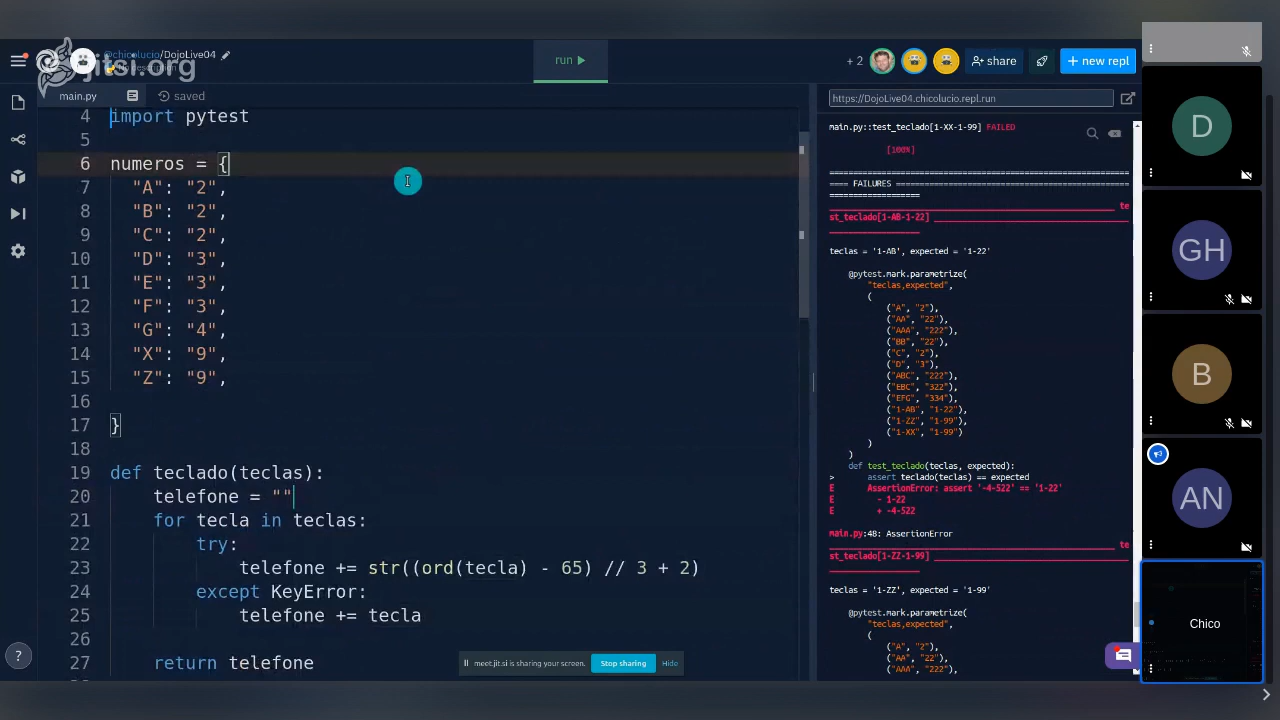 @chicolucio/DojoLive04
No description
jitsi.org
run
+ 2
share
+ new repl
main.py
saved
https://DojoLive04.chicolucio.repl.run
4 import pytest
5
6 numeros = {
7 "A": "2",
8 "B": "2",
9 "C": "2",
10 "D": "3",
11 "E": "3",
12 "F": "3",
13 "G": "4",
14 "X": "9",
15 "Z": "9",
16
17 }
18
19 def teclado(teclas):
20 telefone = ""
21 for tecla in teclas:
22 try:
23 telefone += str((ord(tecla) - 65) // 3 + 2)
24 except KeyError:
25 telefone += tecla
26
27 return telefone
meet.jit.si is sharing your screen.
Stop sharing
Hide
?
main.py::test_teclado[1-XX-1-99] FAILED
[100%]
==== FAILURES ====
te
st_teclado[1-AB-1-22]
teclas = '1-AB', expected = '1-22'
@pytest.mark.parametrize(
"teclas,expected",
(
("A", "2"),
("AA", "22"),
("AAA", "222"),
("BB", "22"),
("C", "2"),
("D", "3"),
("ABC", "222"),
("EBC", "322"),
("EFG", "334"),
("1-AB", "1-22"),
("1-ZZ", "1-99"),
("1-XX", "1-99")
)
)
def test_teclado(teclas, expected):
> assert teclado(teclas) == expected
E AssertionError: assert '-4-522' == '1-22'
E - 1-22
E + -4-522
main.py:48: AssertionError
te
st_teclado[1-ZZ-1-99]
teclas = '1-ZZ', expected = '1-99'
@pytest.mark.parametrize(
"teclas,expected",
(
("A", "2"),
("AA", "22"),
("AAA", "222"),
D
GH
B
AN
Chico